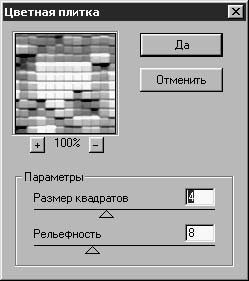 Цветная плитка
Да
Отменить
+ 100% −
Параметры
Размер квадратов 4
Рельефность 8